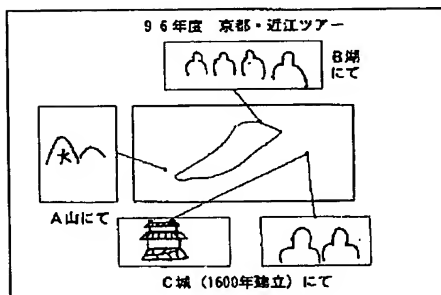 96年度 京都・近江ツアー
B湖
にて
大
A山にて
C城(1600年建立)にて